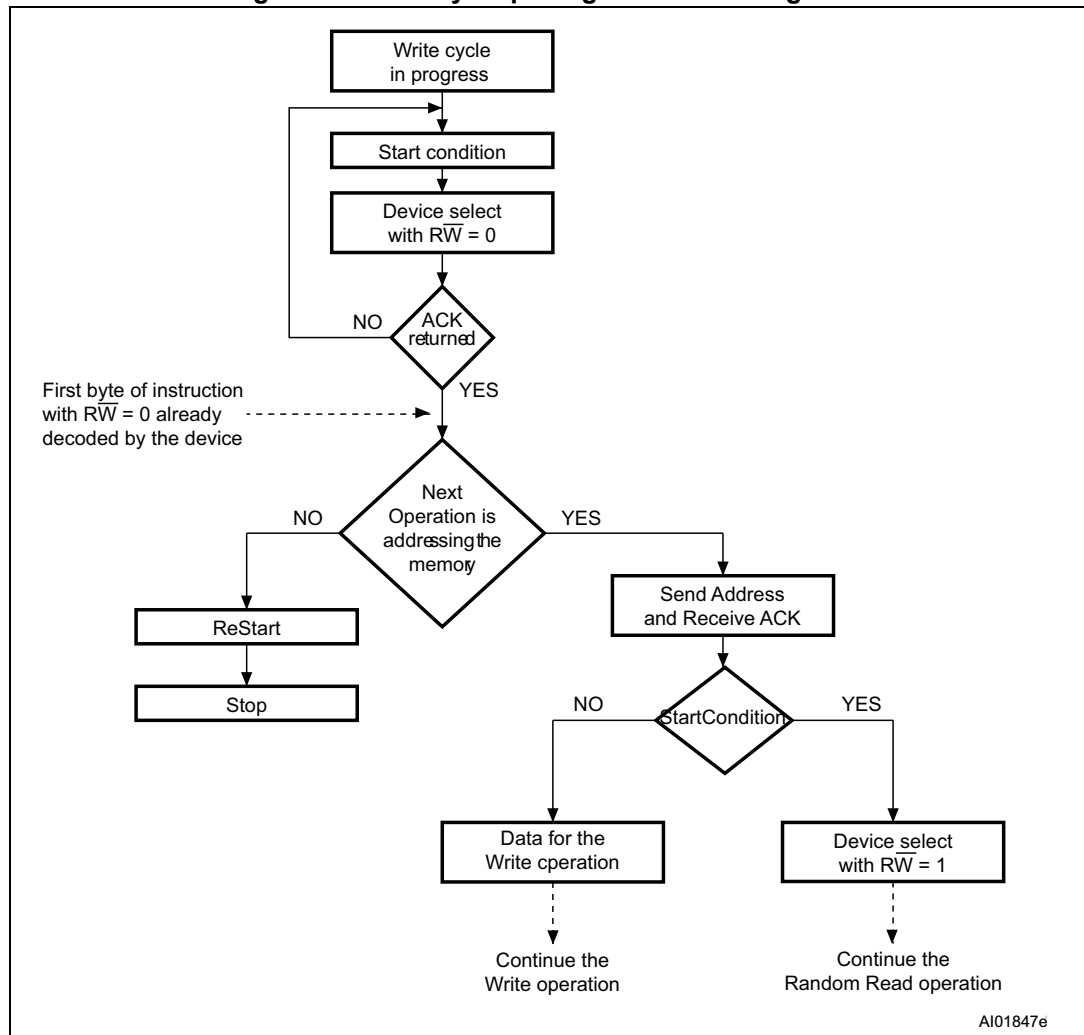 Write cycle
in progress
Start condition
Device select
with RW̅ = 0
ACK
returned
NO
YES
First byte of instruction
with RW̅ = 0 already
decoded by the device
Next
Operation is
addressing the
memory
NO
YES
Send Address
and Receive ACK
ReStart
Stop
StartCondition
NO
YES
Data for the
Write cperation
Device select
with RW̅ = 1
Continue the
Write operation
Continue the
Random Read operation
AI01847e